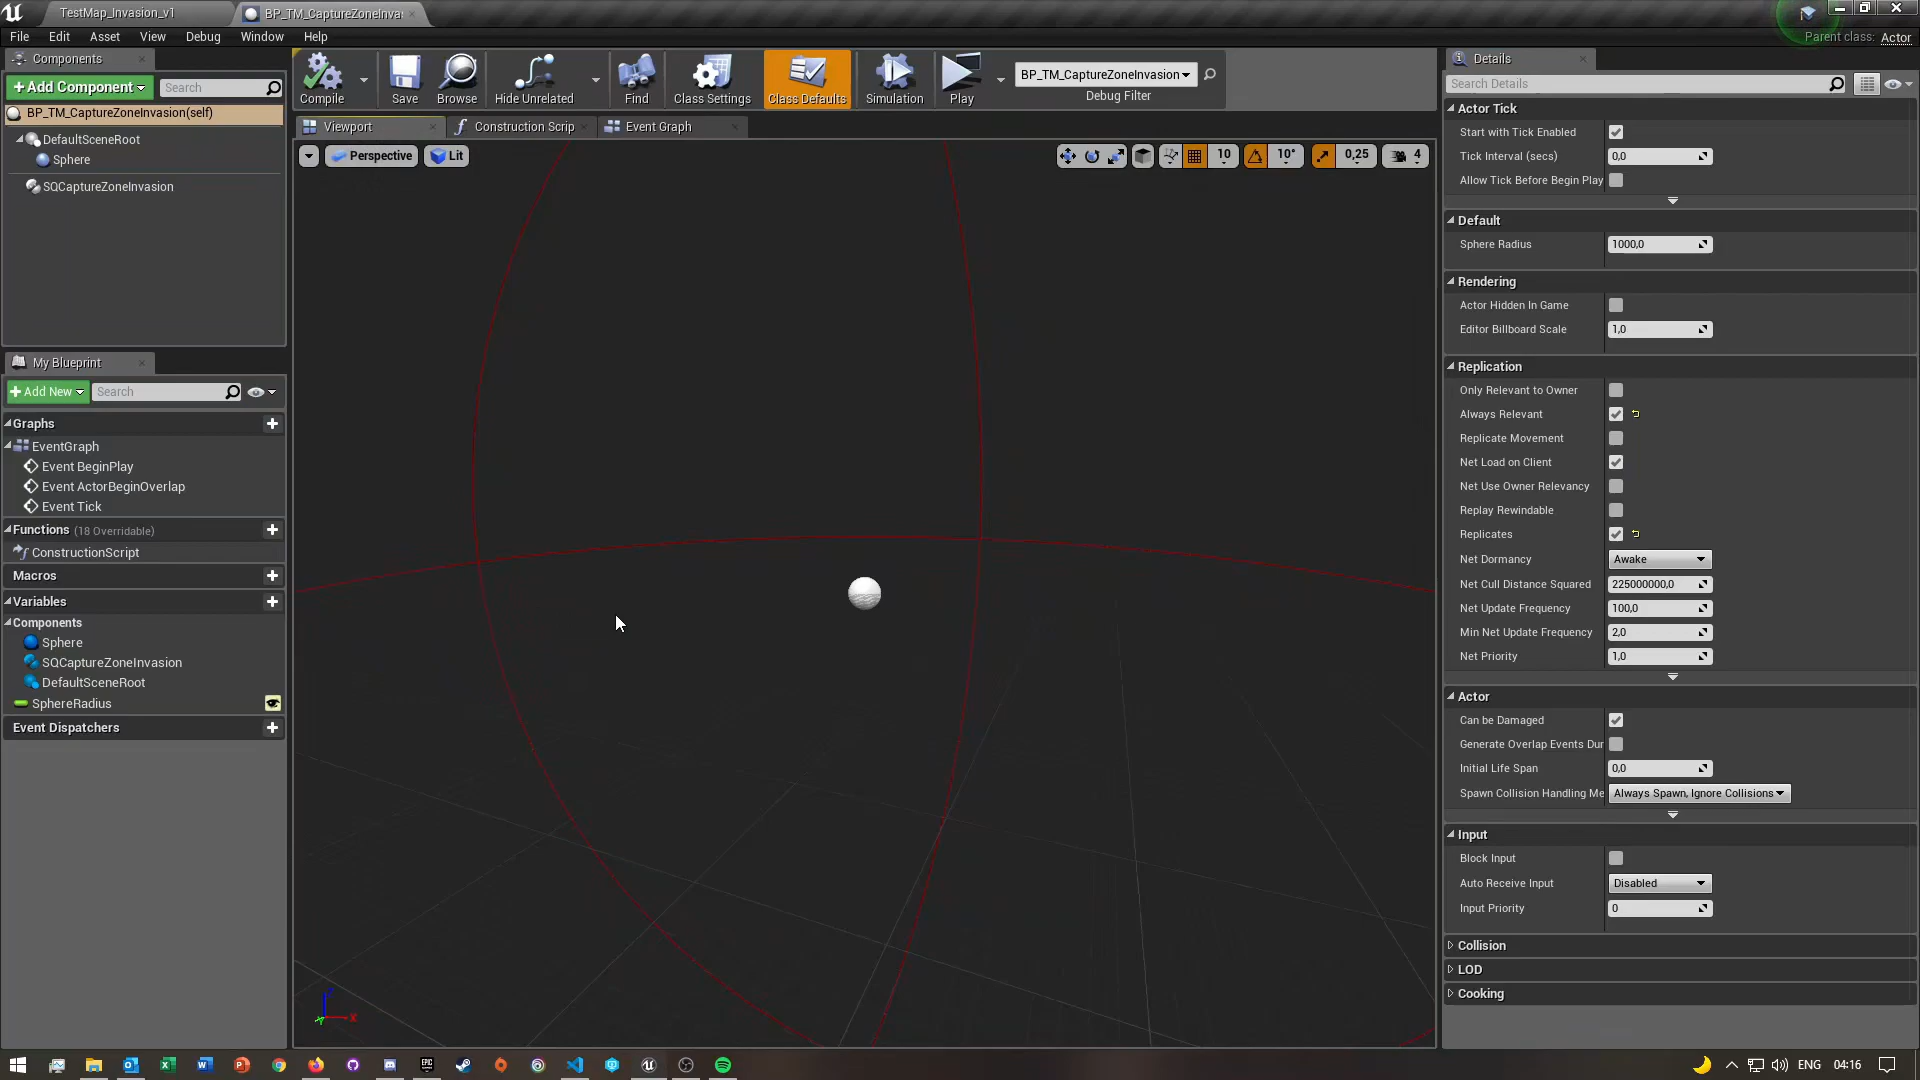 TestMap_Invasion_v1
BP_TM_CaptureZoneInva
File Edit Asset View Debug Window Help
Parent class: Actor
Components
+Add Component
Search
BP_TM_CaptureZoneInvasion(self)
DefaultSceneRoot
Sphere
SQCaptureZoneInvasion
My Blueprint
+Add New
Search
Graphs
EventGraph
Event BeginPlay
Event ActorBeginOverlap
Event Tick
Functions (18 Overridable)
ConstructionScript
Macros
Variables
Components
Sphere
SQCaptureZoneInvasion
DefaultSceneRoot
SphereRadius
Event Dispatchers
Compile
Save
Browse
Hide Unrelated
Find
Class Settings
Class Defaults
Simulation
Play
BP_TM_CaptureZoneInvasion
Debug Filter
Viewport
Construction Scrip
Event Graph
Perspective
Lit
10
10°
0,25
4
X
Details
Search Details
Actor Tick
Start with Tick Enabled
Tick Interval (secs) 0,0
Allow Tick Before Begin Play
Default
Sphere Radius 1000,0
Rendering
Actor Hidden In Game
Editor Billboard Scale 1,0
Replication
Only Relevant to Owner
Always Relevant
Replicate Movement
Net Load on Client
Net Use Owner Relevancy
Replay Rewindable
Replicates
Net Dormancy Awake
Net Cull Distance Squared 225000000,0
Net Update Frequency 100,0
Min Net Update Frequency 2,0
Net Priority 1,0
Actor
Can be Damaged
Generate Overlap Events Dur
Initial Life Span 0,0
Spawn Collision Handling Me Always Spawn, Ignore Collisions
Input
Block Input
Auto Receive Input Disabled
Input Priority 0
Collision
LOD
Cooking
ENG 04:16